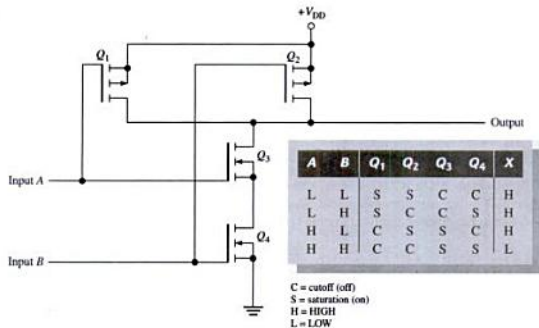 +V_DD
Q₁
Q₂
Output
Q₃
Input A
Q₄
Input B
A B Q₁ Q₂ Q₃ Q₄ X
L L S S C C H
L H S C C S H
H L C S S C H
H H C C S S L
C = cutoff (off)
S = saturation (on)
H = HIGH
L = LOW